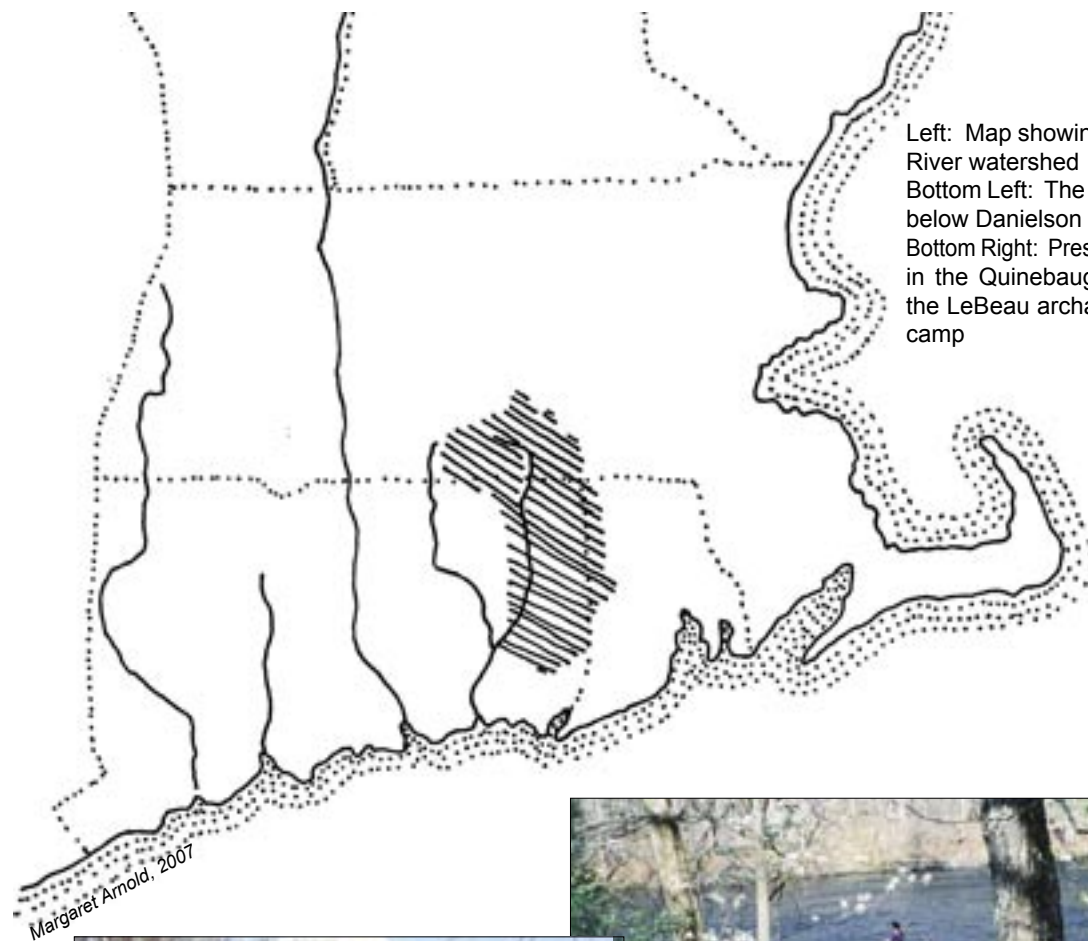 Left: Map showin
River watershed
Bottom Left: The
below Danielson
Bottom Right: Pres
in the Quinebaug
the LeBeau archa
camp
Margaret Arnold, 2007